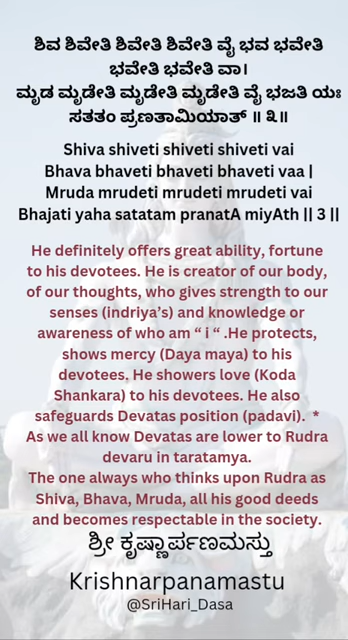 ಶಿವ ಶಿವೇತಿ ಶಿವೇತಿ ಶಿವೇತಿ ವೈ ಭವ ಭವೇತಿ
ಭವೇತಿ ಭವೇತಿ ವಾ।
ಮೃಡ ಮೃಡೇತಿ ಮೃಡೇತಿ ಮೃಡೇತಿ ವೈ ಭಜತಿ ಯಃ
ಸತತಂ ಪ್ರಣತಾಮಿಯಾತ್ ॥ ೩॥
Shiva shiveti shiveti shiveti vai
Bhava bhaveti bhaveti bhaveti vaa |
Mruda mrudeti mrudeti mrudeti vai
Bhajati yaha satatam pranatA miyAth || 3 ||
He definitely offers great ability, fortune
to his devotees. He is creator of our body,
of our thoughts, who gives strength to our
senses (indriya’s) and knowledge or
awareness of who am “ i “ .He protects,
shows mercy (Daya maya) to his
devotees, He showers love (Koda
Shankara) to his devotees. He also
safeguards Devatas position (padavi). *
As we all know Devatas are lower to Rudra
devaru in taratamya.
The one always who thinks upon Rudra as
Shiva, Bhava, Mruda, all his good deeds
and becomes respectable in the society.
ಶ್ರೀ ಕೃಷ್ಣಾರ್ಪಣಮಸ್ತು
Krishnarpanamastu
@SriHari_Dasa